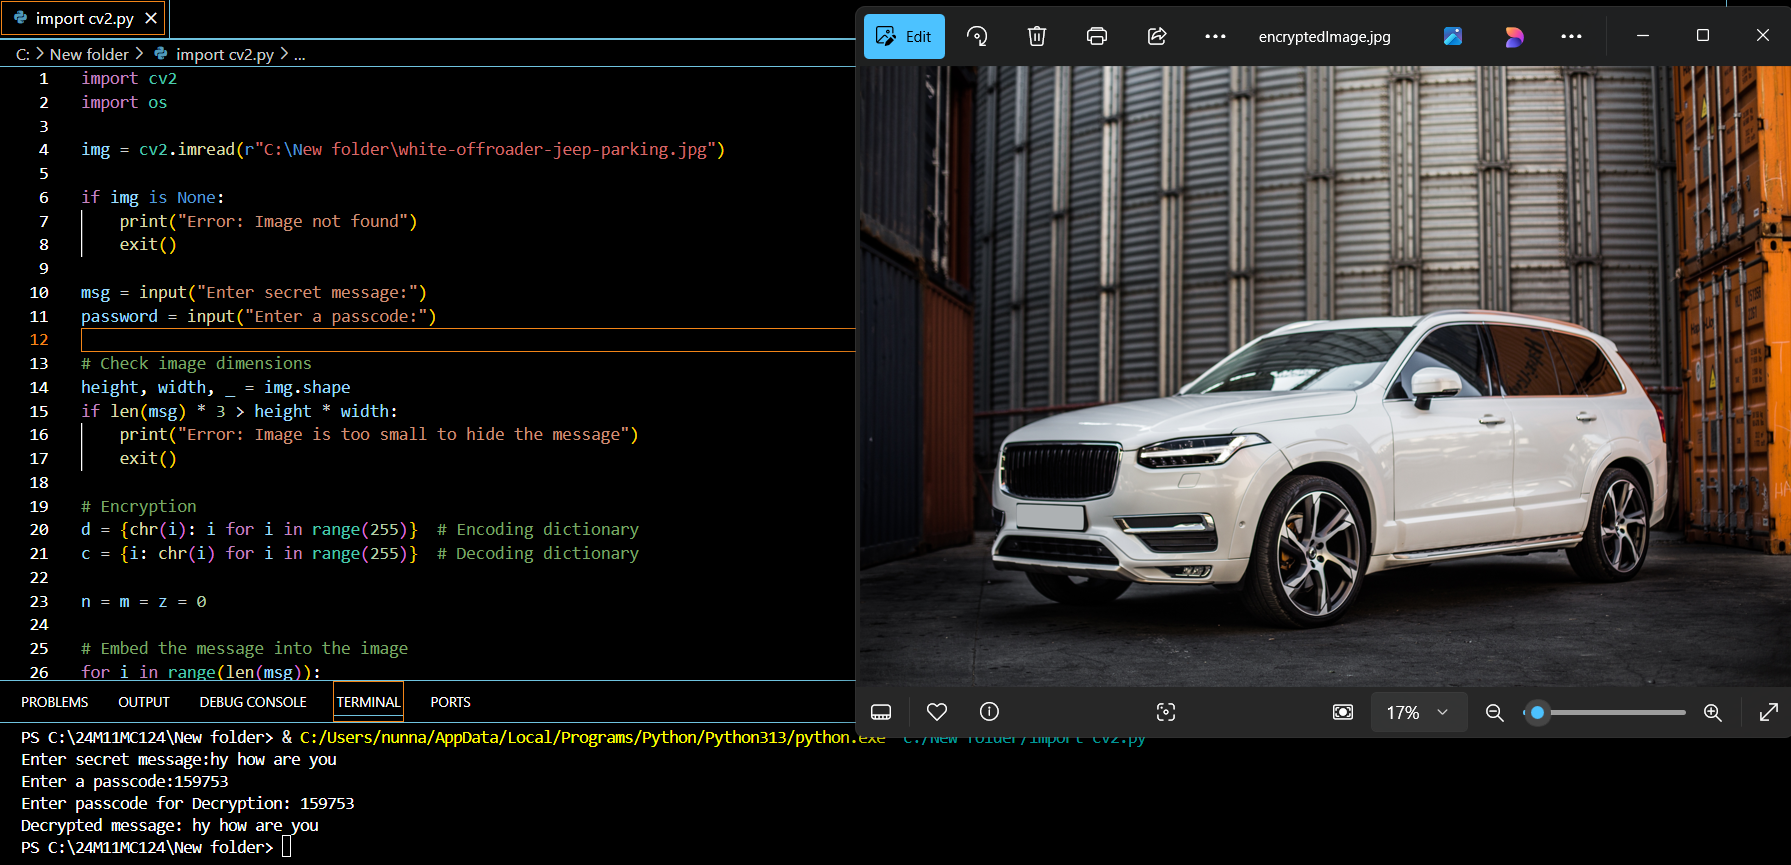 import cv2.py
C: > New folder > import cv2.py > ...
1 import cv2
2 import os
3
4 img = cv2.imread(r"C:\New folder\white-offroader-jeep-parking.jpg")
5
6 if img is None:
7 print("Error: Image not found")
8 exit()
9
10 msg = input("Enter secret message:")
11 password = input("Enter a passcode:")
12
13 # Check image dimensions
14 height, width, _ = img.shape
15 if len(msg) * 3 > height * width:
16 print("Error: Image is too small to hide the message")
17 exit()
18
19 # Encryption
20 d = {chr(i): i for i in range(255)}  # Encoding dictionary
21 c = {i: chr(i) for i in range(255)}  # Decoding dictionary
22
23 n = m = z = 0
24
25 # Embed the message into the image
26 for i in range(len(msg)):
PROBLEMS OUTPUT DEBUG CONSOLE TERMINAL PORTS
PS C:\24M11MC124\New folder> & C:/Users/nunna/AppData/Local/Programs/Python/Python313/python.exe "c:/New folder/import cv2.py
Enter secret message:hy how are you
Enter a passcode:159753
Enter passcode for Decryption: 159753
Decrypted message: hy how are you
PS C:\24M11MC124\New folder>
Edit
encryptedImage.jpg
17%